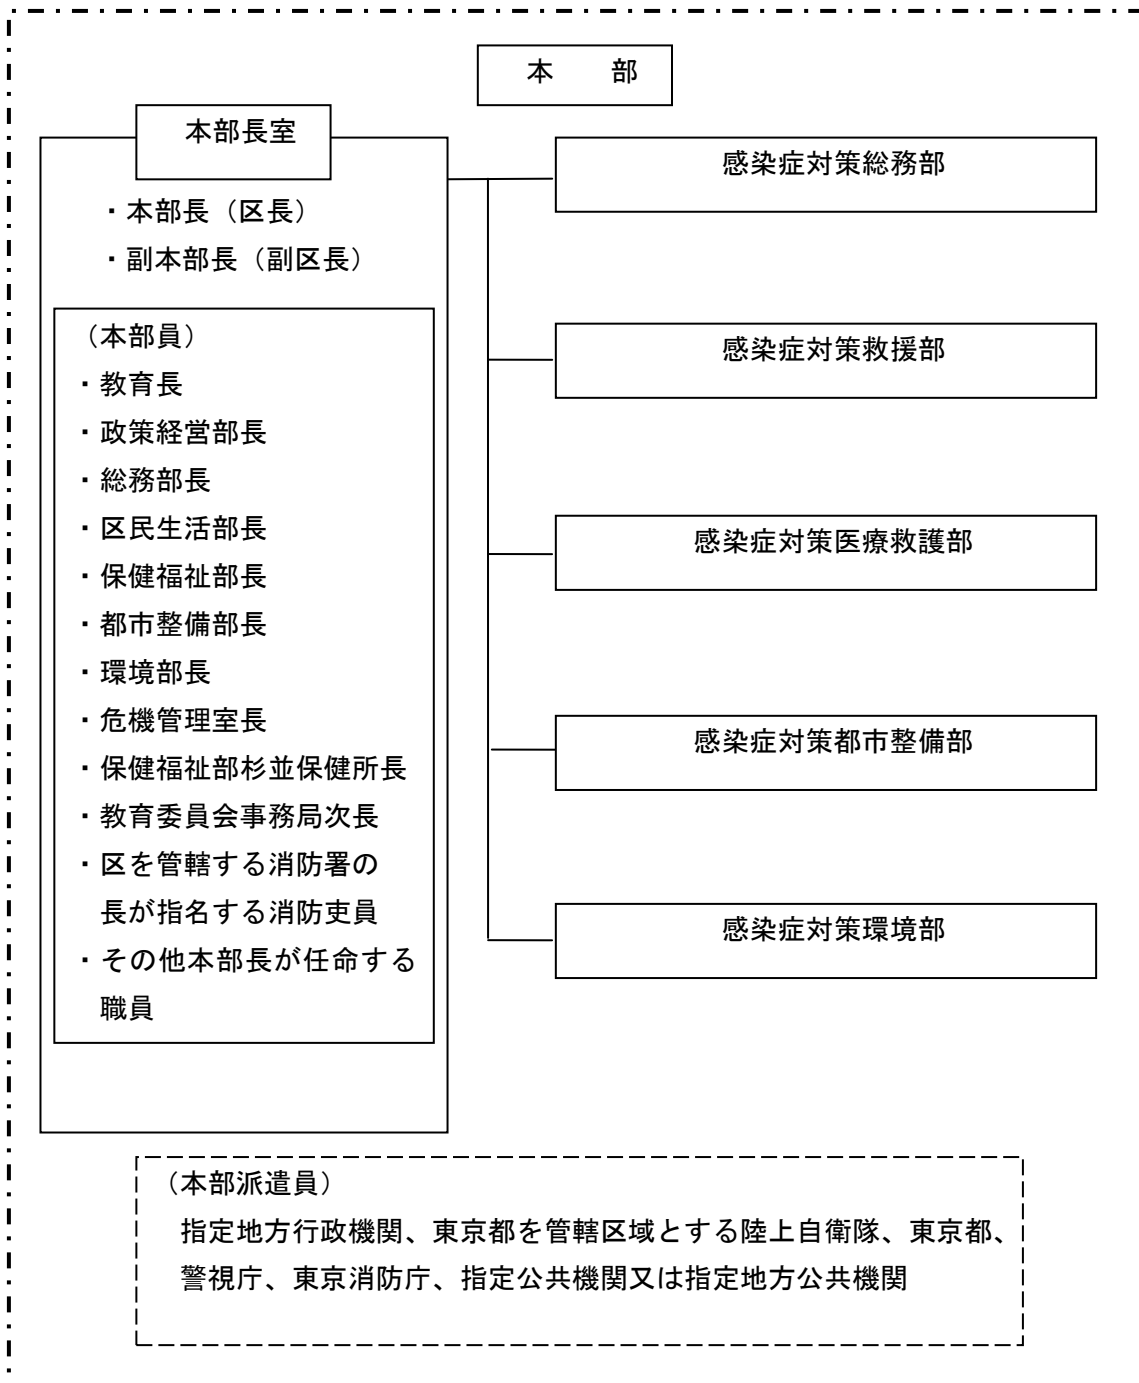 本　　部
本部長室
・本部長（区長）
・副本部長（副区長）
（本部員）
・教育長
・政策経営部長
・総務部長
・区民生活部長
・保健福祉部長
・都市整備部長
・環境部長
・危機管理室長
・保健福祉部杉並保健所長
・教育委員会事務局次長
・区を管轄する消防署の
長が指名する消防吏員
・その他本部長が任命する
職員
感染症対策総務部
感染症対策救援部
感染症対策医療救護部
感染症対策都市整備部
感染症対策環境部
（本部派遣員）
指定地方行政機関、東京都を管轄区域とする陸上自衛隊、東京都、
警視庁、東京消防庁、指定公共機関又は指定地方公共機関